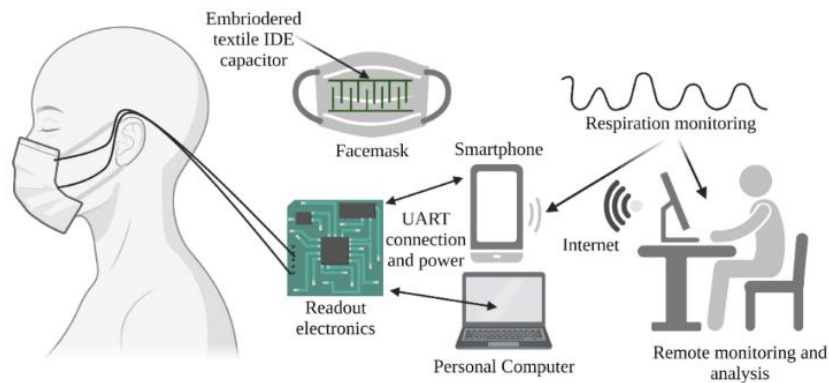 Embriodered
textile IDE
capacitor
Facemask
Smartphone
Respiration monitoring
UART
connection
and power
Internet
Readout
electronics
Personal Computer
Remote monitoring and
analysis